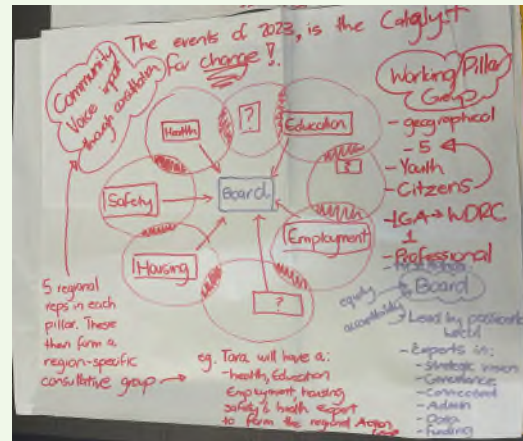 The events of 2023, is the Catalyst
for change!!
Community
Voice input
through consultation
Working/Pillar
Group
- geographical
- 5
- Youth
- Citizens
- LGA → WDRC
1
- Professional
Health
?
Education
$
Safety
Board
Employment
Housing
?
5 regional
reps in each
pillar. These
then form a
region-specific
consultative group →
eg. Tara will have a:
- health, Education
Employment, housing
safety & health expert
to form the regional Action
Board
equity
accountability
→ Lead by passionate
- Experts in:
- strategic vision
- Governance
- Connected
- Admin
- Data
- Funding